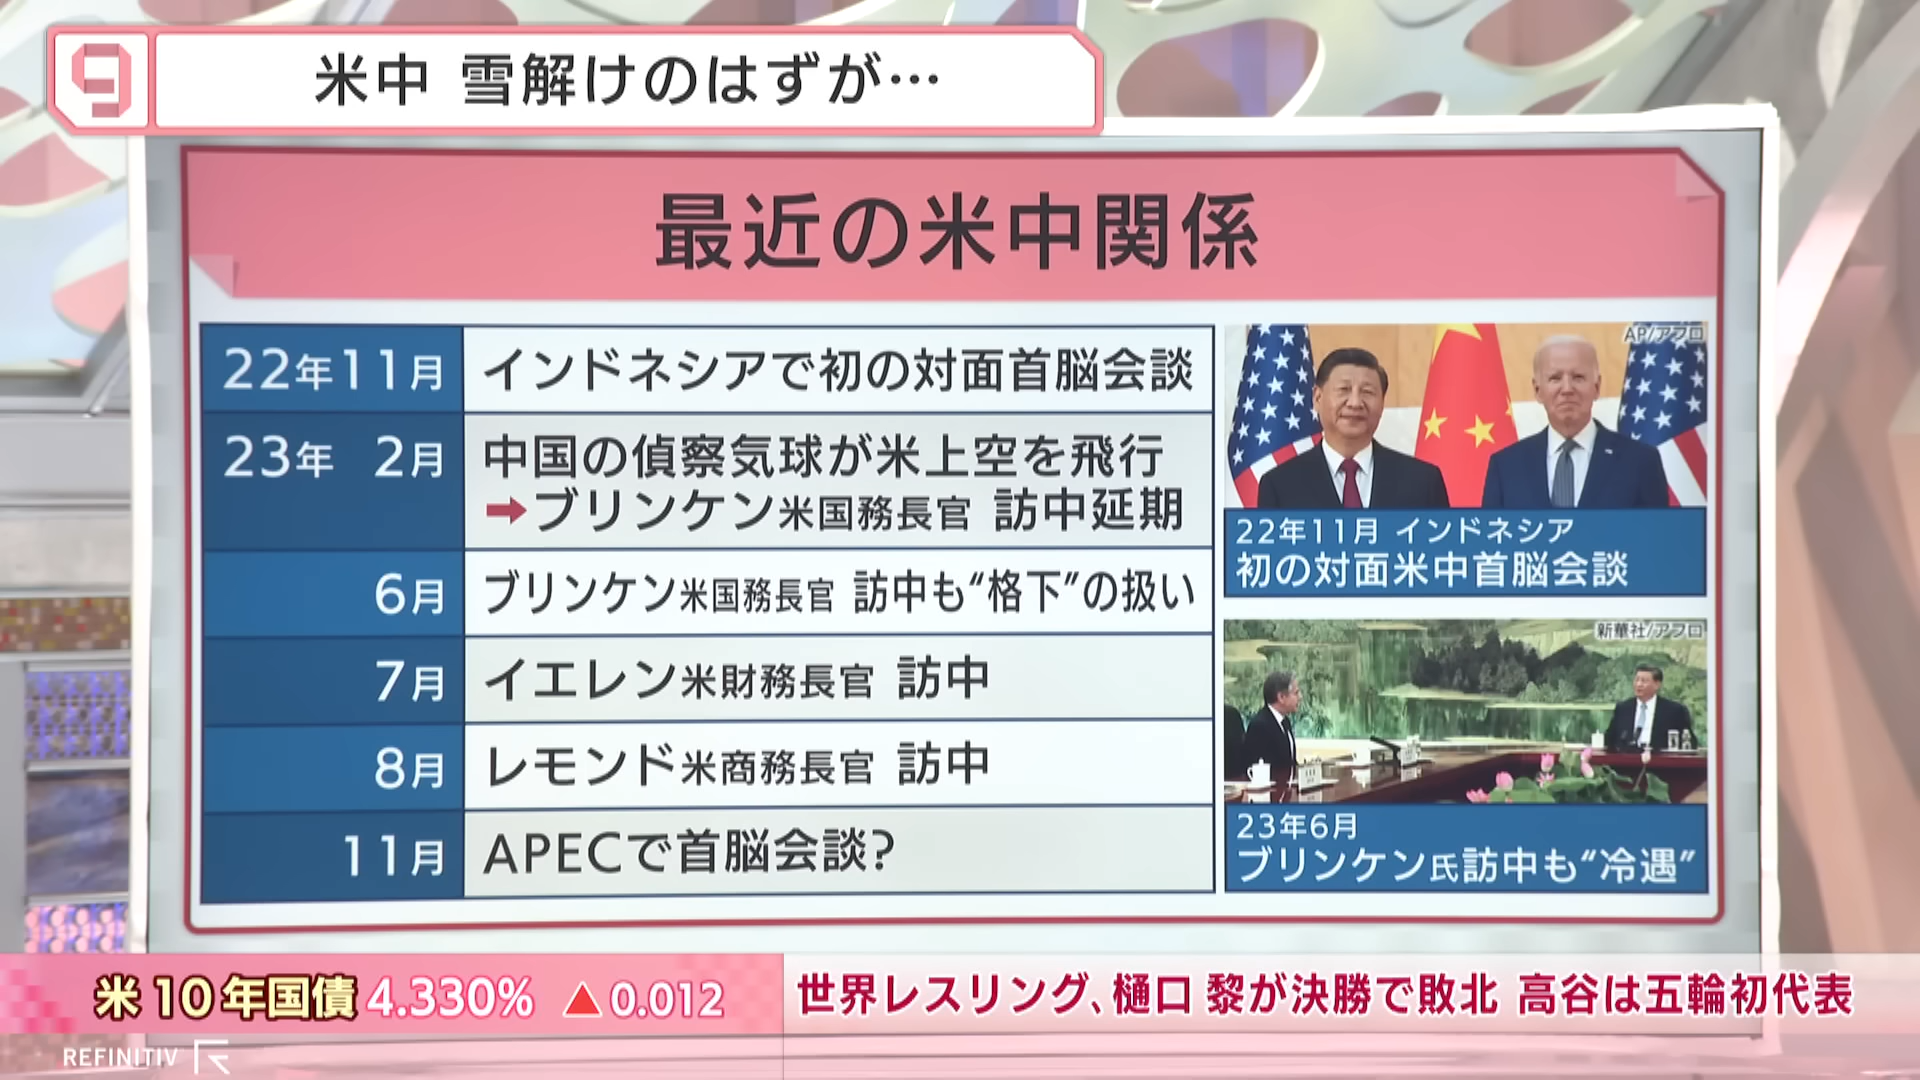 9
米中 雪解けのはずが…
最近の米中関係
22年11月 インドネシアで初の対面首脳会談
23年 2月 中国の偵察気球が米上空を飛行
➡ブリンケン米国務長官 訪中延期
6月 ブリンケン米国務長官 訪中も“格下”の扱い
7月 イエレン米財務長官 訪中
8月 レモンド米商務長官 訪中
11月 APECで首脳会談?
AP/アフロ
22年11月 インドネシア
初の対面米中首脳会談
新華社/アフロ
23年6月
ブリンケン氏訪中も“冷遇”
米10年国債 4.330% ▲0.012
世界レスリング、樋口 黎が決勝で敗北 高谷は五輪初代表
REFINITIV